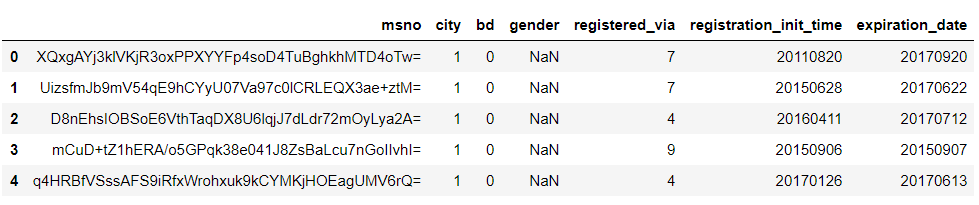 msno city bd gender registered_via registration_init_time expiration_date
0 XQxgAYj3klVKjR3oxPPXYYFp4soD4TuBghkhMTD4oTw= 1 0 NaN 7 20110820 20170920
1 UizsfmJb9mV54qE9hCYyU07Va97c0lCRLEQX3ae+ztM= 1 0 NaN 7 20150628 20170622
2 D8nEhsIOBSoE6VthTaqDX8U6lqjJ7dLdr72mOyLya2A= 1 0 NaN 4 20160411 20170712
3 mCuD+tZ1hERA/o5GPqk38e041J8ZsBaLcu7nGoIIvhI= 1 0 NaN 9 20150906 20150907
4 q4HRBfVSssAFS9iRfxWrohxuk9kCYMKjHOEagUMV6rQ= 1 0 NaN 4 20170126 20170613